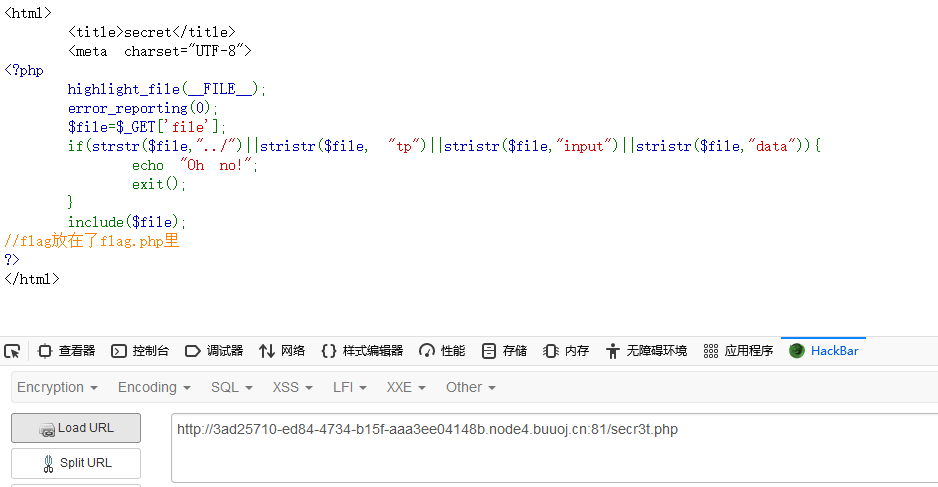 <html>
<title>secret</title>
<meta charset="UTF-8">
<?php
highlight_file(__FILE__);
error_reporting(0);
$file=$_GET['file'];
if(strstr($file,"../")||stristr($file, "tp")||stristr($file,"input")||stristr($file,"data")){
echo "Oh no!";
exit();
}
include($file);
//flag放在了flag.php里
?>
</html>
查看器 控制台 调试器 网络 样式编辑器 性能 存储 内存 无障碍环境 应用程序 HackBar
Encryption Encoding SQL XSS LFI XXE Other
Load URL http://3ad25710-ed84-4734-b15f-aaa3ee04148b.node4.buuoj.cn:81/secr3t.php
Split URL